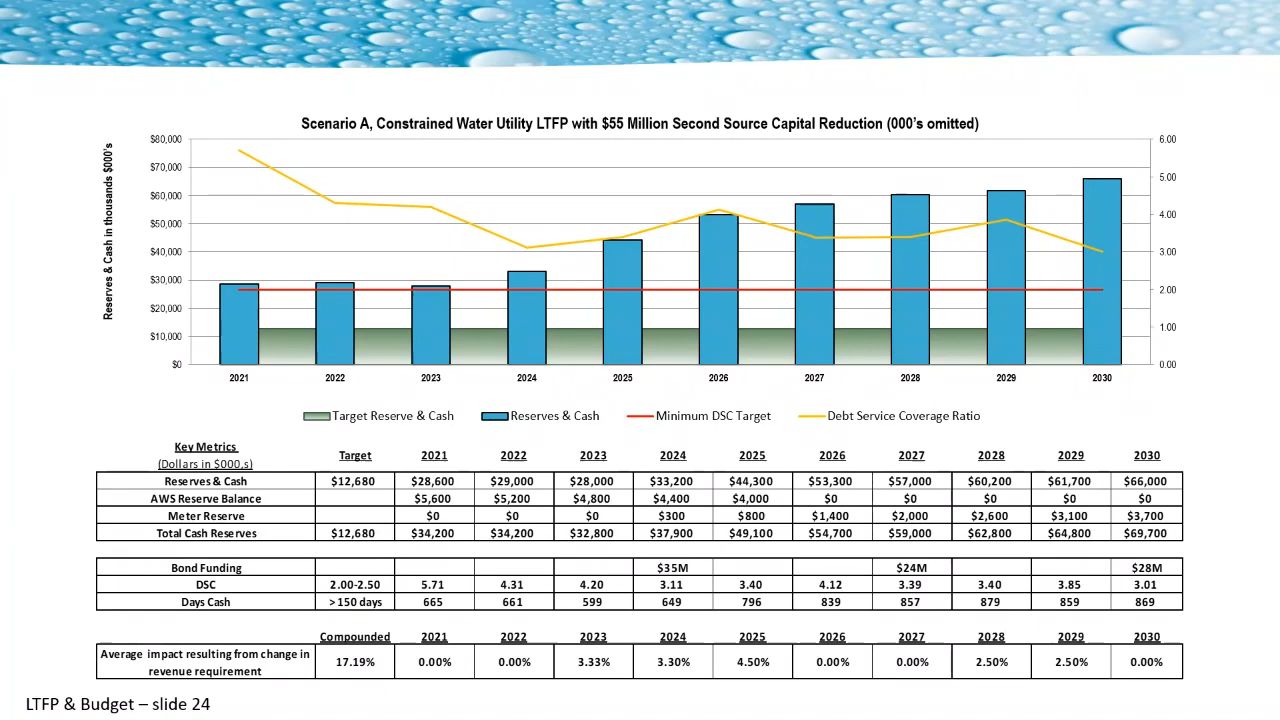 Scenario A, Constrained Water Utility LTFP with $55 Million Second Source Capital Reduction (000's omitted)
Reserves & Cash in thousands $000's
$80,000 6.00
$70,000 5.00
$60,000
$50,000 4.00
$40,000 3.00
$30,000
$20,000 2.00
$10,000 1.00
$0 0.00
2021 2022 2023 2024 2025 2026 2027 2028 2029 2030
Target Reserve & Cash Reserves & Cash Minimum DSC Target Debt Service Coverage Ratio
Key Metrics
(Dollars in $000,s) Target 2021 2022 2023 2024 2025 2026 2027 2028 2029 2030
Reserves & Cash $12,680 $28,600 $29,000 $28,000 $33,200 $44,300 $53,300 $57,000 $60,200 $61,700 $66,000
AWS Reserve Balance $5,600 $5,200 $4,800 $4,400 $4,000 $0 $0 $0 $0 $0
Meter Reserve $0 $0 $0 $300 $800 $1,400 $2,000 $2,600 $3,100 $3,700
Total Cash Reserves $12,680 $34,200 $34,200 $32,800 $37,900 $49,100 $54,700 $59,000 $62,800 $64,800 $69,700
Bond Funding $35M $24M $28M
DSC 2.00-2.50 5.71 4.31 4.20 3.11 3.40 4.12 3.39 3.40 3.85 3.01
Days Cash > 150 days 665 661 599 649 796 839 857 879 859 869
Compounded 2021 2022 2023 2024 2025 2026 2027 2028 2029 2030
Average impact resulting from change in
revenue requirement 17.19% 0.00% 0.00% 3.33% 3.30% 4.50% 0.00% 0.00% 2.50% 2.50% 0.00%
LTFP & Budget – slide 24